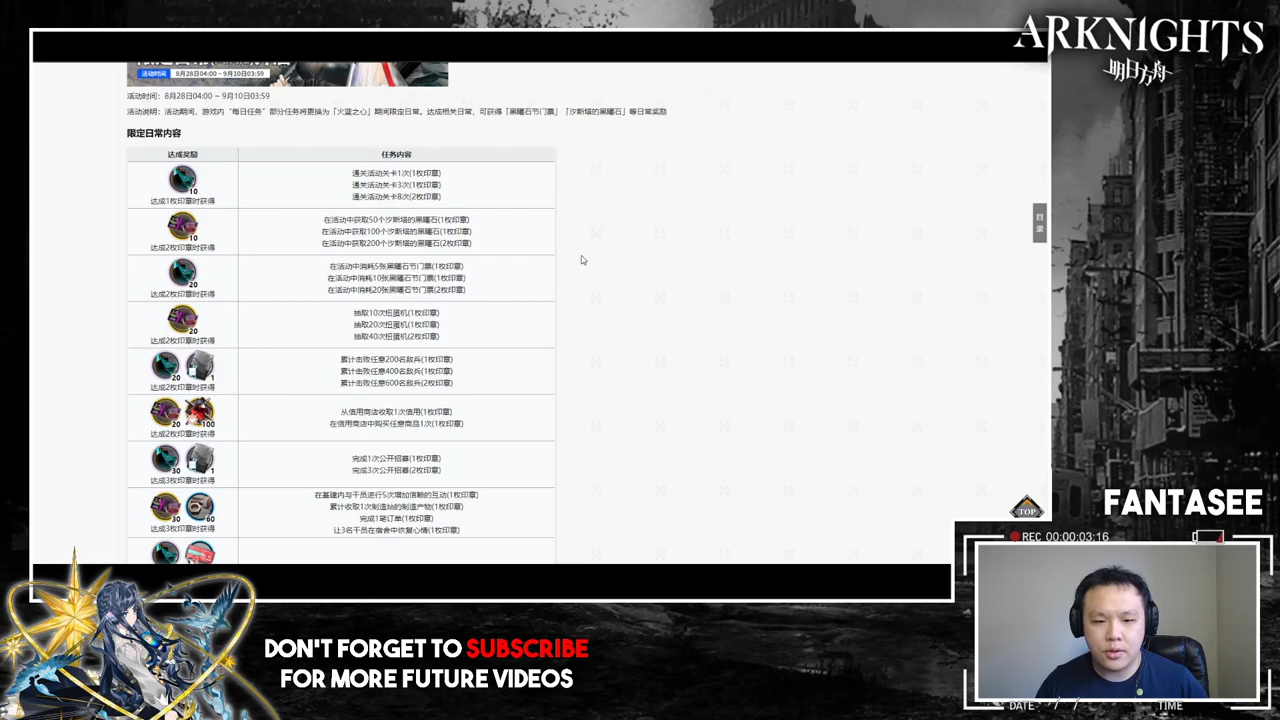 ARKNIGHTS
明日方舟
活动时间 8月28日04:00 ~ 9月10日03:59
活动时间：8月28日04:00 ~ 9月10日03:59
活动说明：活动期间，游戏内“每日任务”部分任务将更换为「火蓝之心」期间限定日常。达成相关日常，可获得「黑曜石节门票」「汐斯塔的黑曜石」等日常奖励
限定日常内容
达成奖励 任务内容
10
达成1枚印章时获得
通关活动关卡1次(1枚印章)
通关活动关卡3次(1枚印章)
通关活动关卡8次(2枚印章)
10
达成2枚印章时获得
在活动中获取50个汐斯塔的黑曜石(1枚印章)
在活动中获取100个汐斯塔的黑曜石(1枚印章)
在活动中获取200个汐斯塔的黑曜石(2枚印章)
20
达成2枚印章时获得
在活动中消耗5张黑曜石节门票(1枚印章)
在活动中消耗10张黑曜石节门票(1枚印章)
在活动中消耗20张黑曜石节门票(2枚印章)
20
达成2枚印章时获得
抽取10次扭蛋机(1枚印章)
抽取20次扭蛋机(1枚印章)
抽取40次扭蛋机(2枚印章)
20 1
达成2枚印章时获得
累计击败任意200名敌兵(1枚印章)
累计击败任意400名敌兵(1枚印章)
累计击败任意600名敌兵(2枚印章)
20 100
达成2枚印章时获得
从信用商店收取1次信用(1枚印章)
在信用商店中购买任意商品1次(1枚印章)
30 1
达成3枚印章时获得
完成1次公开招募(1枚印章)
完成3次公开招募(2枚印章)
30 60
达成3枚印章时获得
在基建内与干员进行5次增加信赖的互动(1枚印章)
累计收取1次制造站的制造产物(1枚印章)
完成1笔订单(1枚印章)
让3名干员在宿舍中恢复心情(1枚印章)
目录
TOP
FANTASEE
REC 00:00:03:16
DATE / / TIME
DON'T FORGET TO SUBSCRIBE
FOR MORE FUTURE VIDEOS